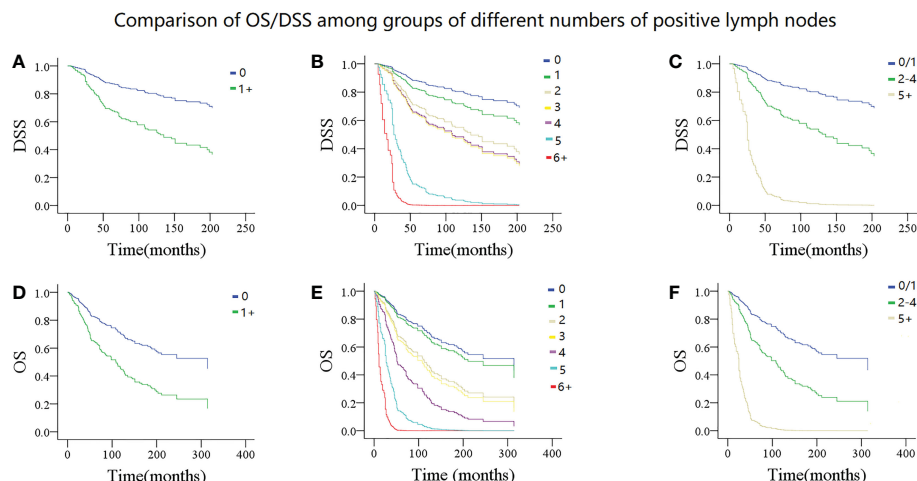 Comparison of OS/DSS among groups of different numbers of positive lymph nodes
A
DSS
1.0
0.8
0.6
0.4
0.2
0.0
0 50 100 150 200 250
Time(months)
0
1+
B
DSS
1.0
0.8
0.6
0.4
0.2
0.0
0 50 100 150 200 250
Time(months)
0
1
2
3
4
5
6+
C
DSS
1.0
0.8
0.6
0.4
0.2
0.0
0 50 100 150 200 250
Time(months)
0/1
2-4
5+
D
OS
1.0
0.8
0.6
0.4
0.2
0.0
0 100 200 300 400
Time(months)
0
1+
E
OS
1.0
0.8
0.6
0.4
0.2
0.0
0 100 200 300 400
Time (months)
0
1
2
3
4
5
6+
F
OS
1.0
0.8
0.6
0.4
0.2
0.0
0 100 200 300 400
Time(months)
0/1
2-4
5+